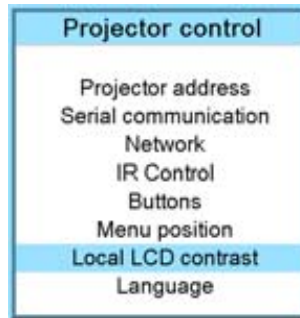 Projector control
Projector address
Serial communication
Network
IR Control
Buttons
Menu position
Local LCD contrast
Language